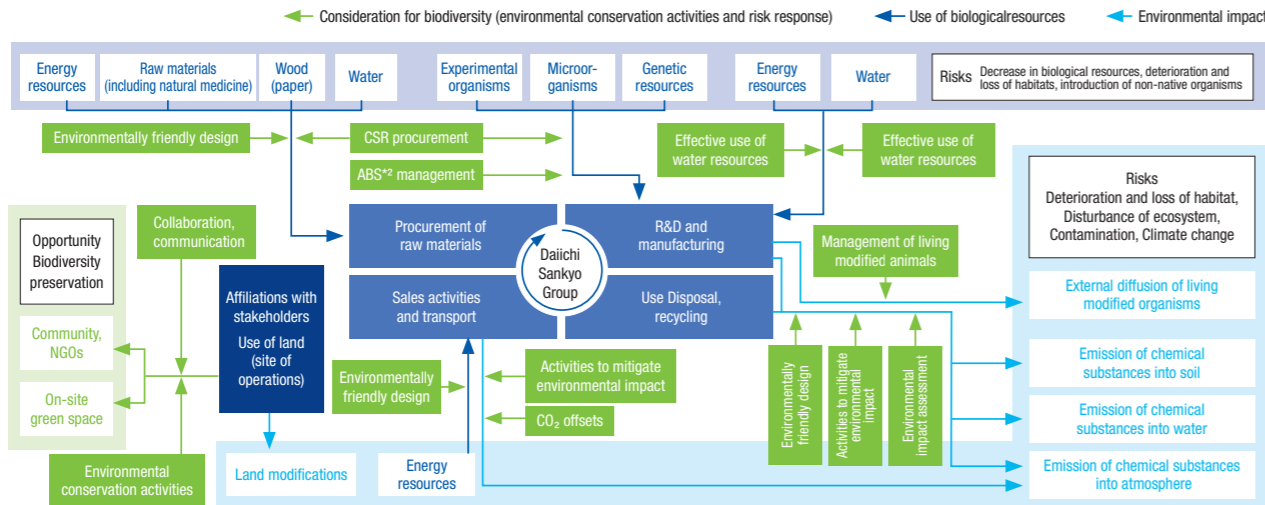 Consideration for biodiversity (environmental conservation activities and risk response)
Use of biologicalresources
Environmental impact
Energy
resources
Raw materials
(including natural medicine)
Wood
(paper)
Water
Experimental
organisms
Microor-
ganisms
Genetic
resources
Energy
resources
Water
Risks
Decrease in biological resources, deterioration and
loss of habitats, introduction of non-native organisms
Environmentally friendly design
CSR procurement
ABS*² management
Effective use of
water resources
Effective use of
water resources
Risks
Deterioration and loss of habitat,
Disturbance of ecosystem,
Contamination, Climate change
Opportunity
Biodiversity
preservation
Collaboration,
communication
Procurement of
raw materials
R&D and
manufacturing
Daiichi
Sankyo
Group
Sales activities
and transport
Use Disposal,
recycling
Management of living
modified animals
Affiliations with
stakeholders
Use of land
(site of
operations)
Community,
NGOs
On-site
green space
External diffusion of living
modified organisms
Emission of chemical
substances into soil
Emission of chemical
substances into water
Emission of chemical substances
into atmosphere
Environmentally
friendly design
Activities to mitigate
environmental impact
CO₂ offsets
Environmentally
friendly design
Activities to mitigate
environmental
impact
Environmental
impact assessment
Environmental
conservation activities
Land modifications
Energy
resources